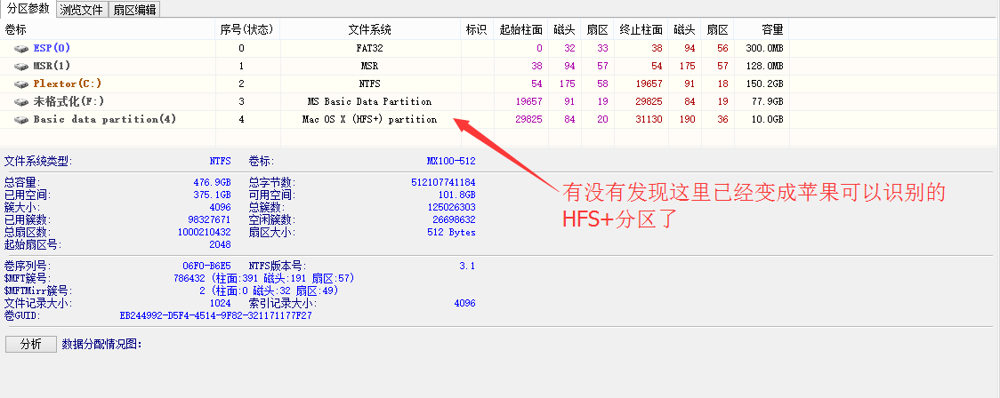 分区参数 浏览文件 扇区编辑
卷标 序号(状态) 文件系统 标识 起始柱面 磁头 扇区 终止柱面 磁头 扇区 容量
ESP(0) 0 FAT32 0 32 33 38 94 56 300.0MB
MSR(1) 1 MSR 38 94 57 54 175 57 128.0MB
Plextor(C:) 2 NTFS 54 175 58 19657 91 18 150.2GB
未格式化(F:) 3 MS Basic Data Partition 19657 91 19 29825 84 19 77.9GB
Basic data partition(4) 4 Mac OS X (HFS+) partition 29825 84 20 31130 190 36 10.0GB
文件系统类型: NTFS 卷标: MX100-512
总容量: 476.9GB 总字节数: 512107741184
已用空间: 375.1GB 可用空间: 101.8GB
簇大小: 4096 总簇数: 125026303
已用簇数: 98327671 空闲簇数: 26698632
总扇区数: 1000210432 扇区大小: 512 Bytes
起始扇区号: 2048
有没有发现这里已经变成苹果可以识别的
HFS+分区了
卷序列号: 06F0-B6E5 NTFS版本号: 3.1
$MFT簇号: 786432 (柱面:391 磁头:191 扇区:57)
$MFTMirr簇号: 2 (柱面:0 磁头:32 扇区:49)
文件记录大小: 1024 索引记录大小: 4096
卷GUID: EB244992-D5F4-4514-9F82-321171177F27
分析 数据分配情况图: